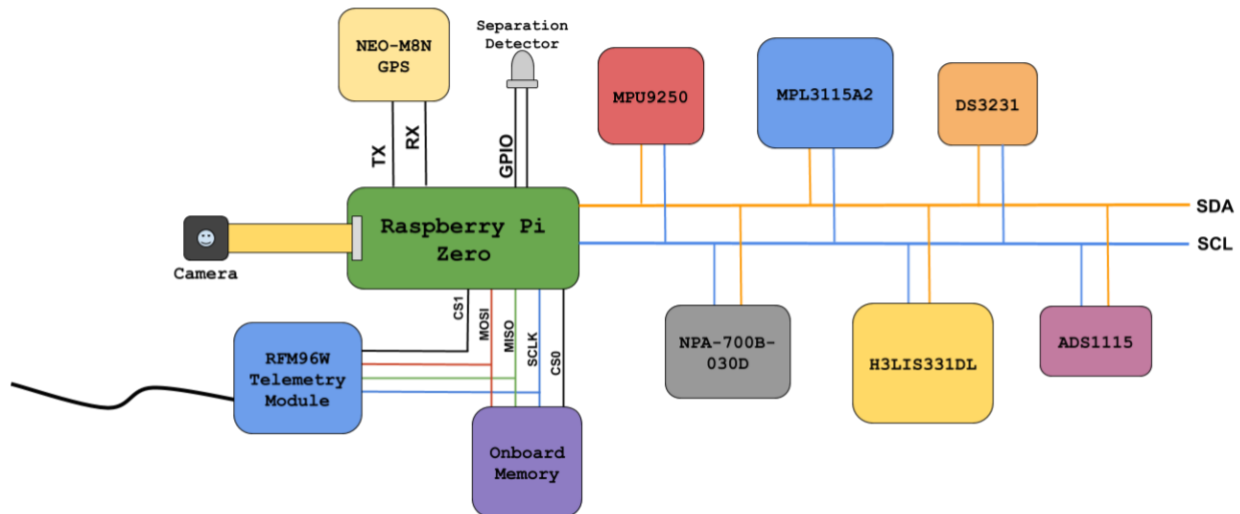 NEO-M8N
GPS
Separation
Detector
MPU9250
MPL3115A2
DS3231
TX
RX
GPIO
SDA
SCL
Raspberry Pi
Zero
Camera
CS1
MOSI
MISO
SCLK
CS0
RFM96W
Telemetry
Module
Onboard
Memory
NPA-700B-
030D
H3LIS331DL
ADS1115